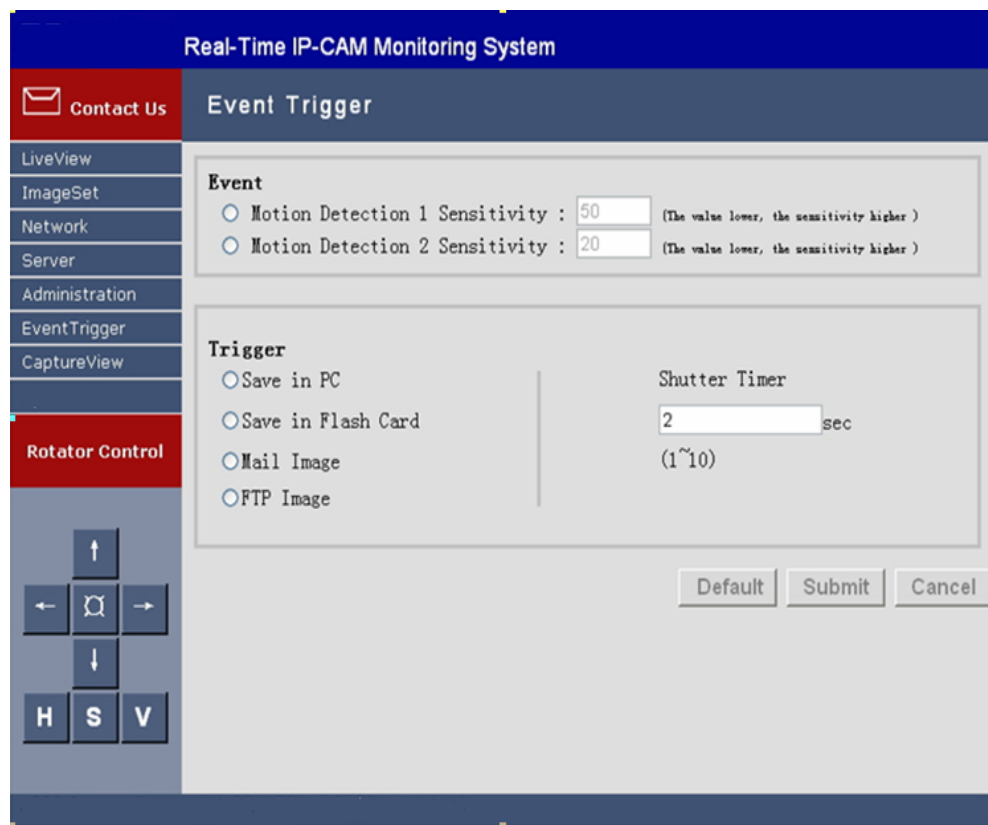 Real-Time IP-CAM Monitoring System
Contact Us
Event Trigger
LiveView
ImageSet
Network
Server
Administration
EventTrigger
CaptureView
Rotator Control
↑
← ¤ →
↓
H S V
Event
Motion Detection 1 Sensitivity : 50 (The value lower, the sensitivity higher )
Motion Detection 2 Sensitivity : 20 (The value lower, the sensitivity higher )
Trigger
Save in PC
Save in Flash Card
Mail Image
FTP Image
Shutter Timer
2 sec
(1~10)
Default Submit Cancel